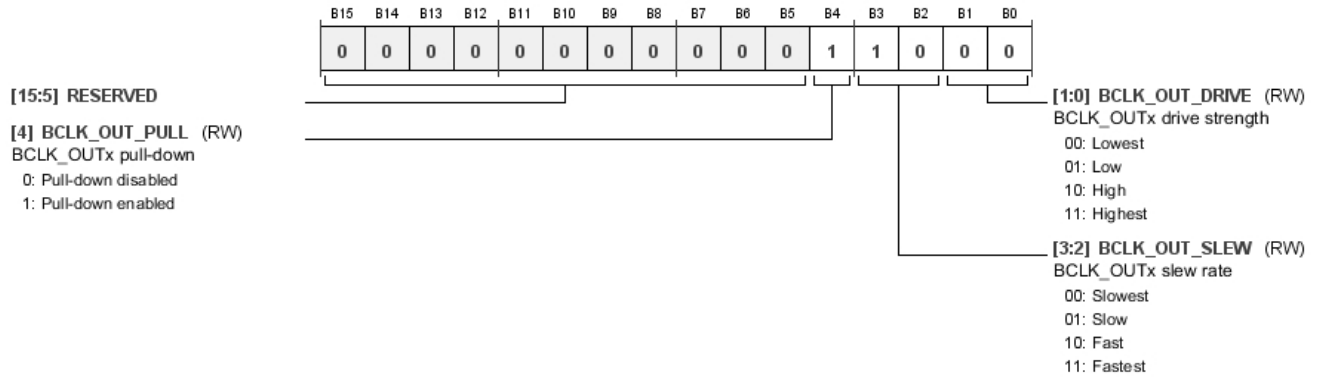 B15 B14 B13 B12 B11 B10 B9 B8 B7 B6 B5 B4 B3 B2 B1 B0
0 0 0 0 0 0 0 0 0 0 0 1 1 0 0 0
[15:5] RESERVED
[4] BCLK_OUT_PULL (RW)
BCLK_OUTx pull-down
0: Pull-down disabled
1: Pull-down enabled
[1:0] BCLK_OUT_DRIVE (RW)
BCLK_OUTx drive strength
00: Lowest
01: Low
10: High
11: Highest
[3:2] BCLK_OUT_SLEW (RW)
BCLK_OUTx slew rate
00: Slowest
01: Slow
10: Fast
11: Fastest